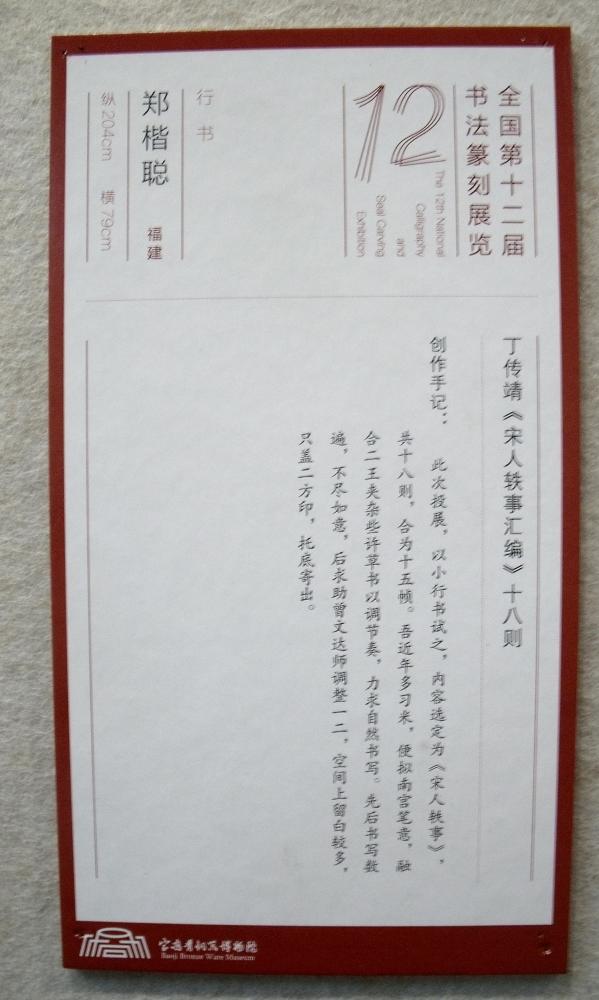 全国第十二届
书法篆刻展览
12
The 12th National
Calligraphy
and
Seal Carving
Exhibition
行书
郑楷聪 福建
纵204cm 横79cm
丁传靖《宋人轶事汇编》十八则
创作手记：
此次投展，以小行书试之，内容选定为《宋人轶事》，
共十八则，合为十五帧。吾近年多习米，便拟南宫笔意，融
合二王夹杂些许草书以调节奏，力求自然书写。先后书写数
遍，不尽如意，后求助曾文达师调整一二，空间上留白较多，
只盖二方印，托底寄出。
宝鸡青铜器博物院
Baoji Bronze Ware Museum